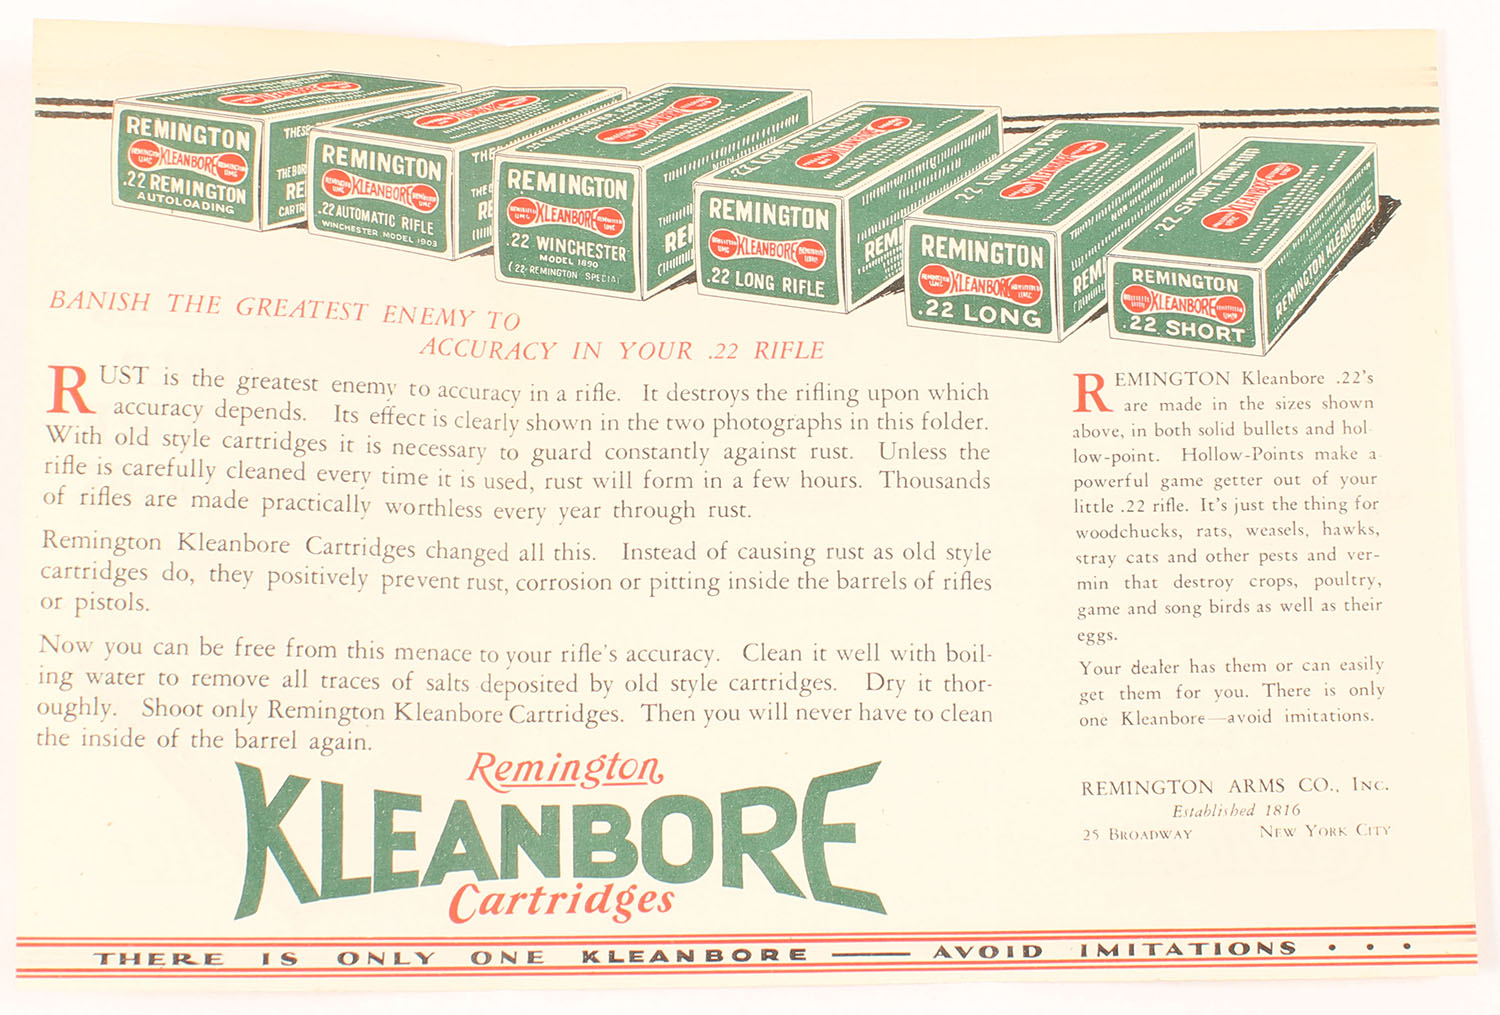 REMINGTON
REMINGTON UMC KLEANBORE REMINGTON UMC
.22 REMINGTON
AUTOLOADING
REMINGTON
KLEANBORE
.22 AUTOMATIC RIFLE
WINCHESTER MODEL 1903
REMINGTON
KLEANBORE
.22 WINCHESTER
MODEL 1890
(.22 REMINGTON SPECIAL
REMINGTON
KLEANBORE
.22 LONG RIFLE
REMINGTON
KLEANBORE
.22 LONG
REMINGTON
KLEANBORE
.22 SHORT
REMINGTON KLEANBORE
BANISH THE GREATEST ENEMY TO
ACCURACY IN YOUR .22 RIFLE
RUST is the greatest enemy to accuracy in a rifle. It destroys the rifling upon which
accuracy depends. Its effect is clearly shown in the two photographs in this folder.
With old style cartridges it is necessary to guard constantly against rust. Unless the
rifle is carefully cleaned every time it is used, rust will form in a few hours. Thousands
of rifles are made practically worthless every year through rust.
Remington Kleanbore Cartridges changed all this. Instead of causing rust as old style
cartridges do, they positively prevent rust, corrosion or pitting inside the barrels of rifles
or pistols.
Now you can be free from this menace to your rifle's accuracy. Clean it well with boil-
ing water to remove all traces of salts deposited by old style cartridges. Dry it thor-
oughly. Shoot only Remington Kleanbore Cartridges. Then you will never have to clean
the inside of the barrel again.
REMINGTON Kleanbore .22's
are made in the sizes shown
above, in both solid bullets and hol-
low-point. Hollow-Points make a
powerful game getter out of your
little .22 rifle. It's just the thing for
woodchucks, rats, weasels, hawks,
stray cats and other pests and ver-
min that destroy crops, poultry,
game and song birds as well as their
eggs.
Your dealer has them or can easily
get them for you. There is only
one Kleanbore—avoid imitations.
REMINGTON ARMS CO., INC.
Established 1816
25 BROADWAY NEW YORK CITY
Remington
KLEANBORE
Cartridges
THERE IS ONLY ONE KLEANBORE — AVOID IMITATIONS • • •